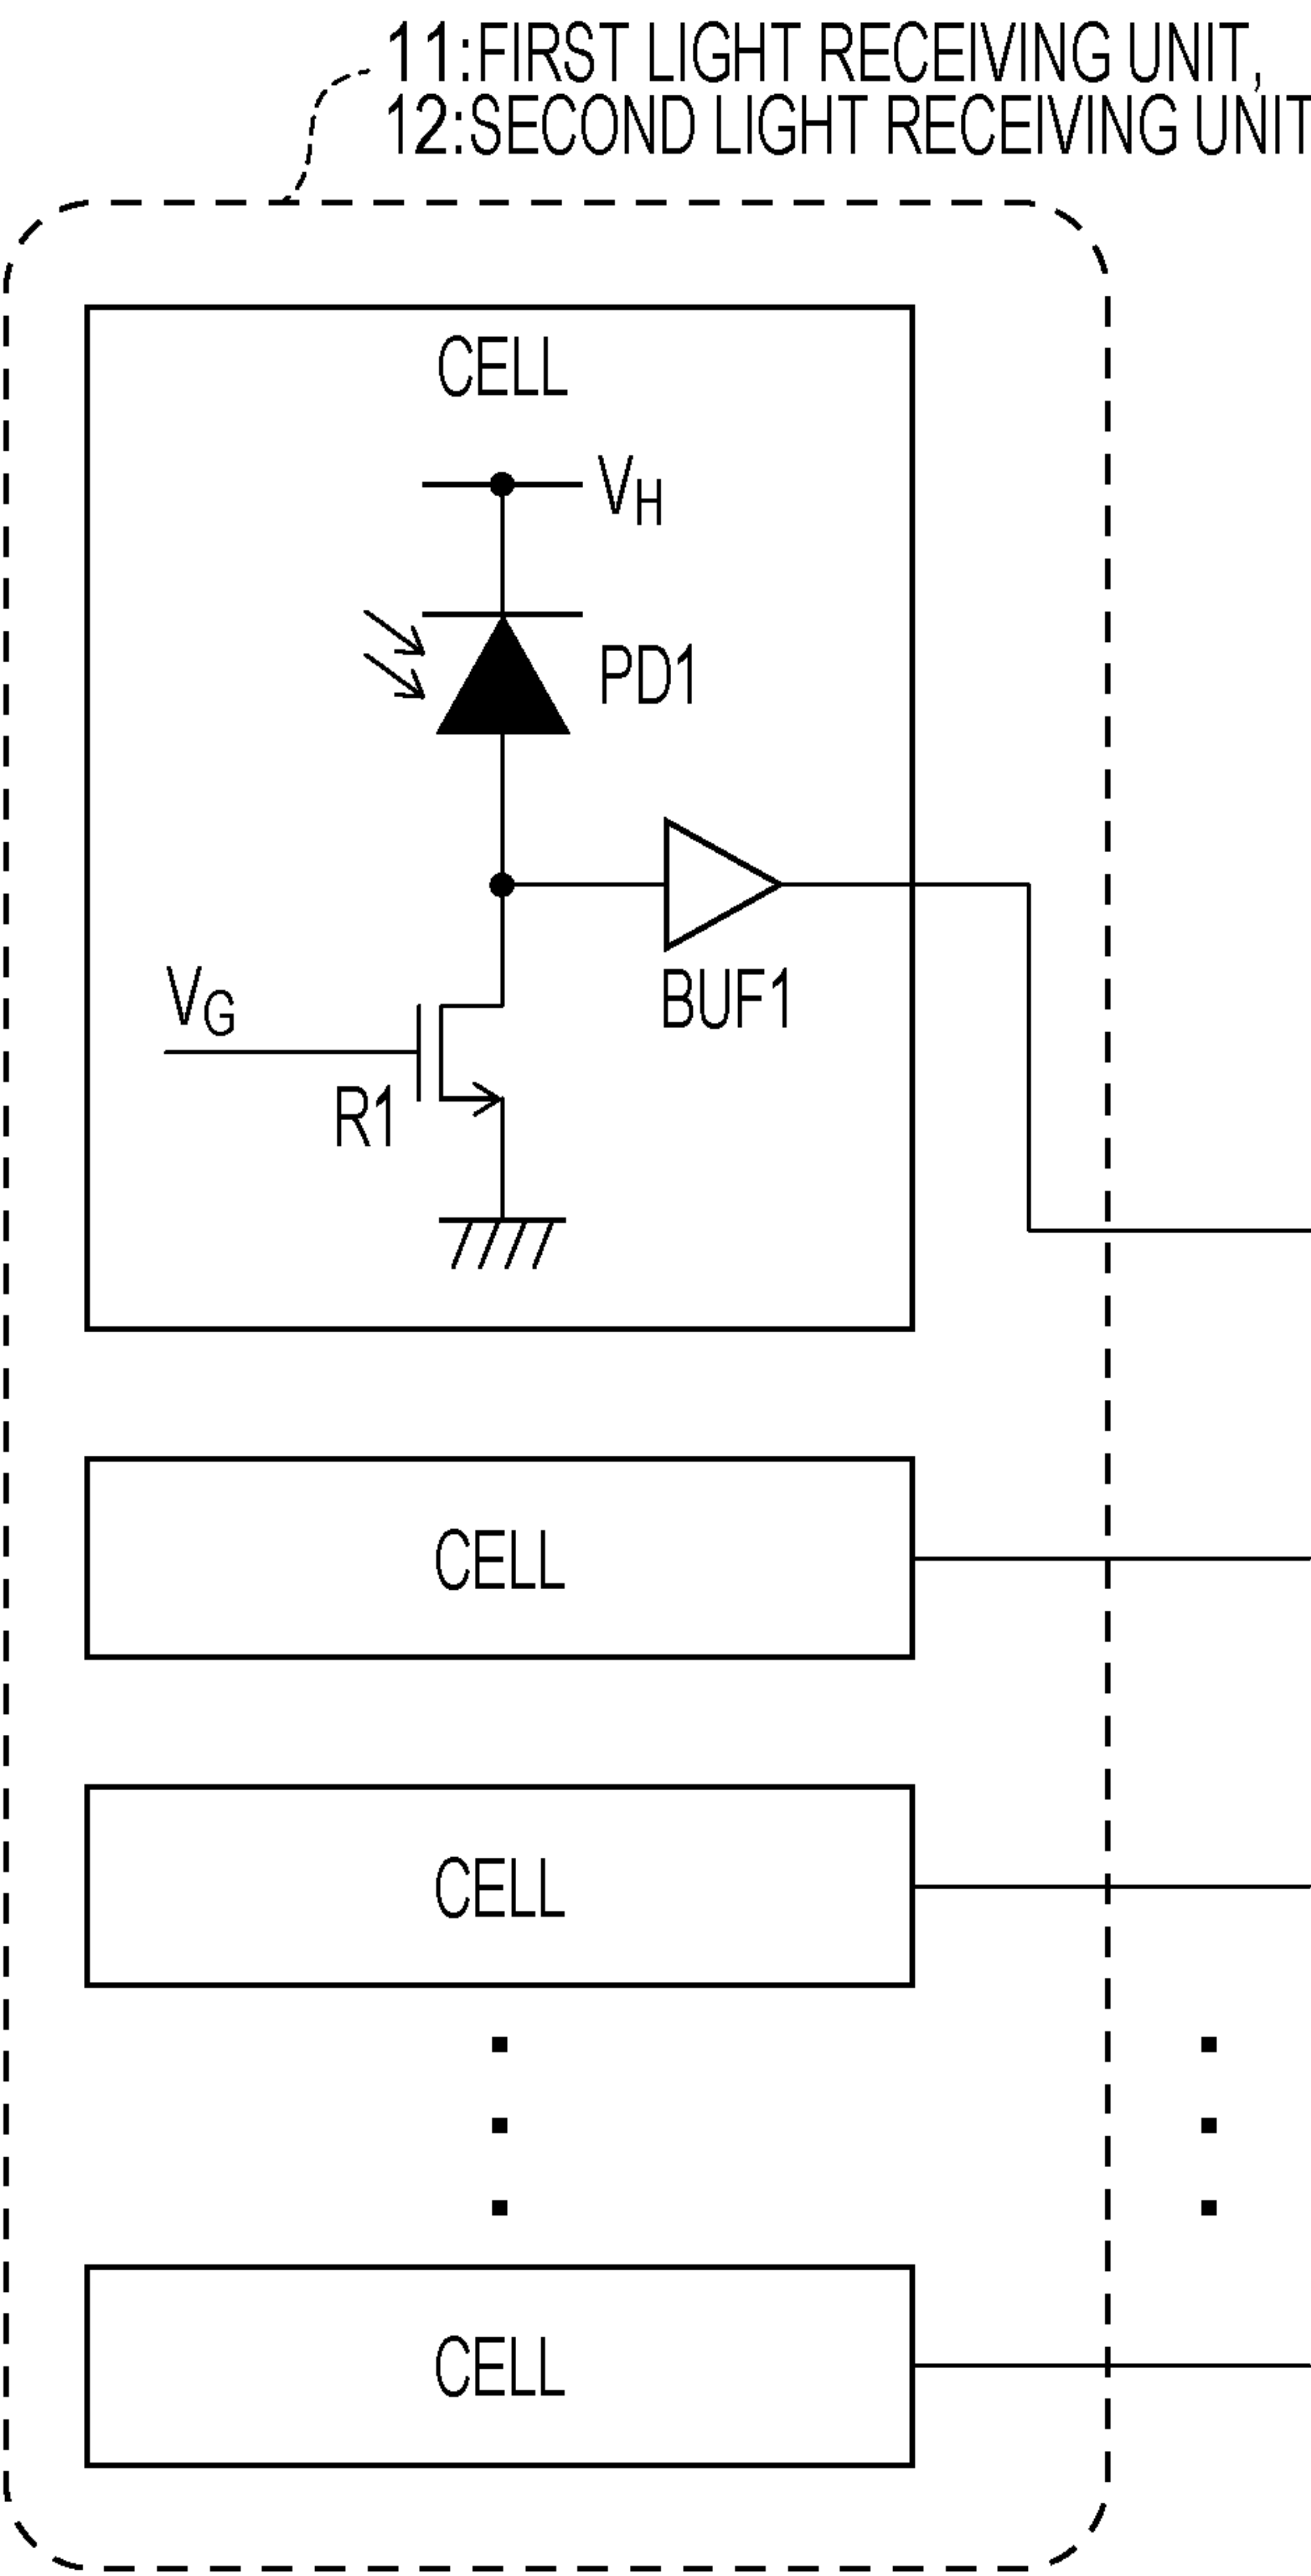 11:FIRST LIGHT RECEIVING UNIT,
12:SECOND LIGHT RECEIVING UNIT
CELL
VH
PD1
BUF1
VG
R1
CELL
CELL
CELL